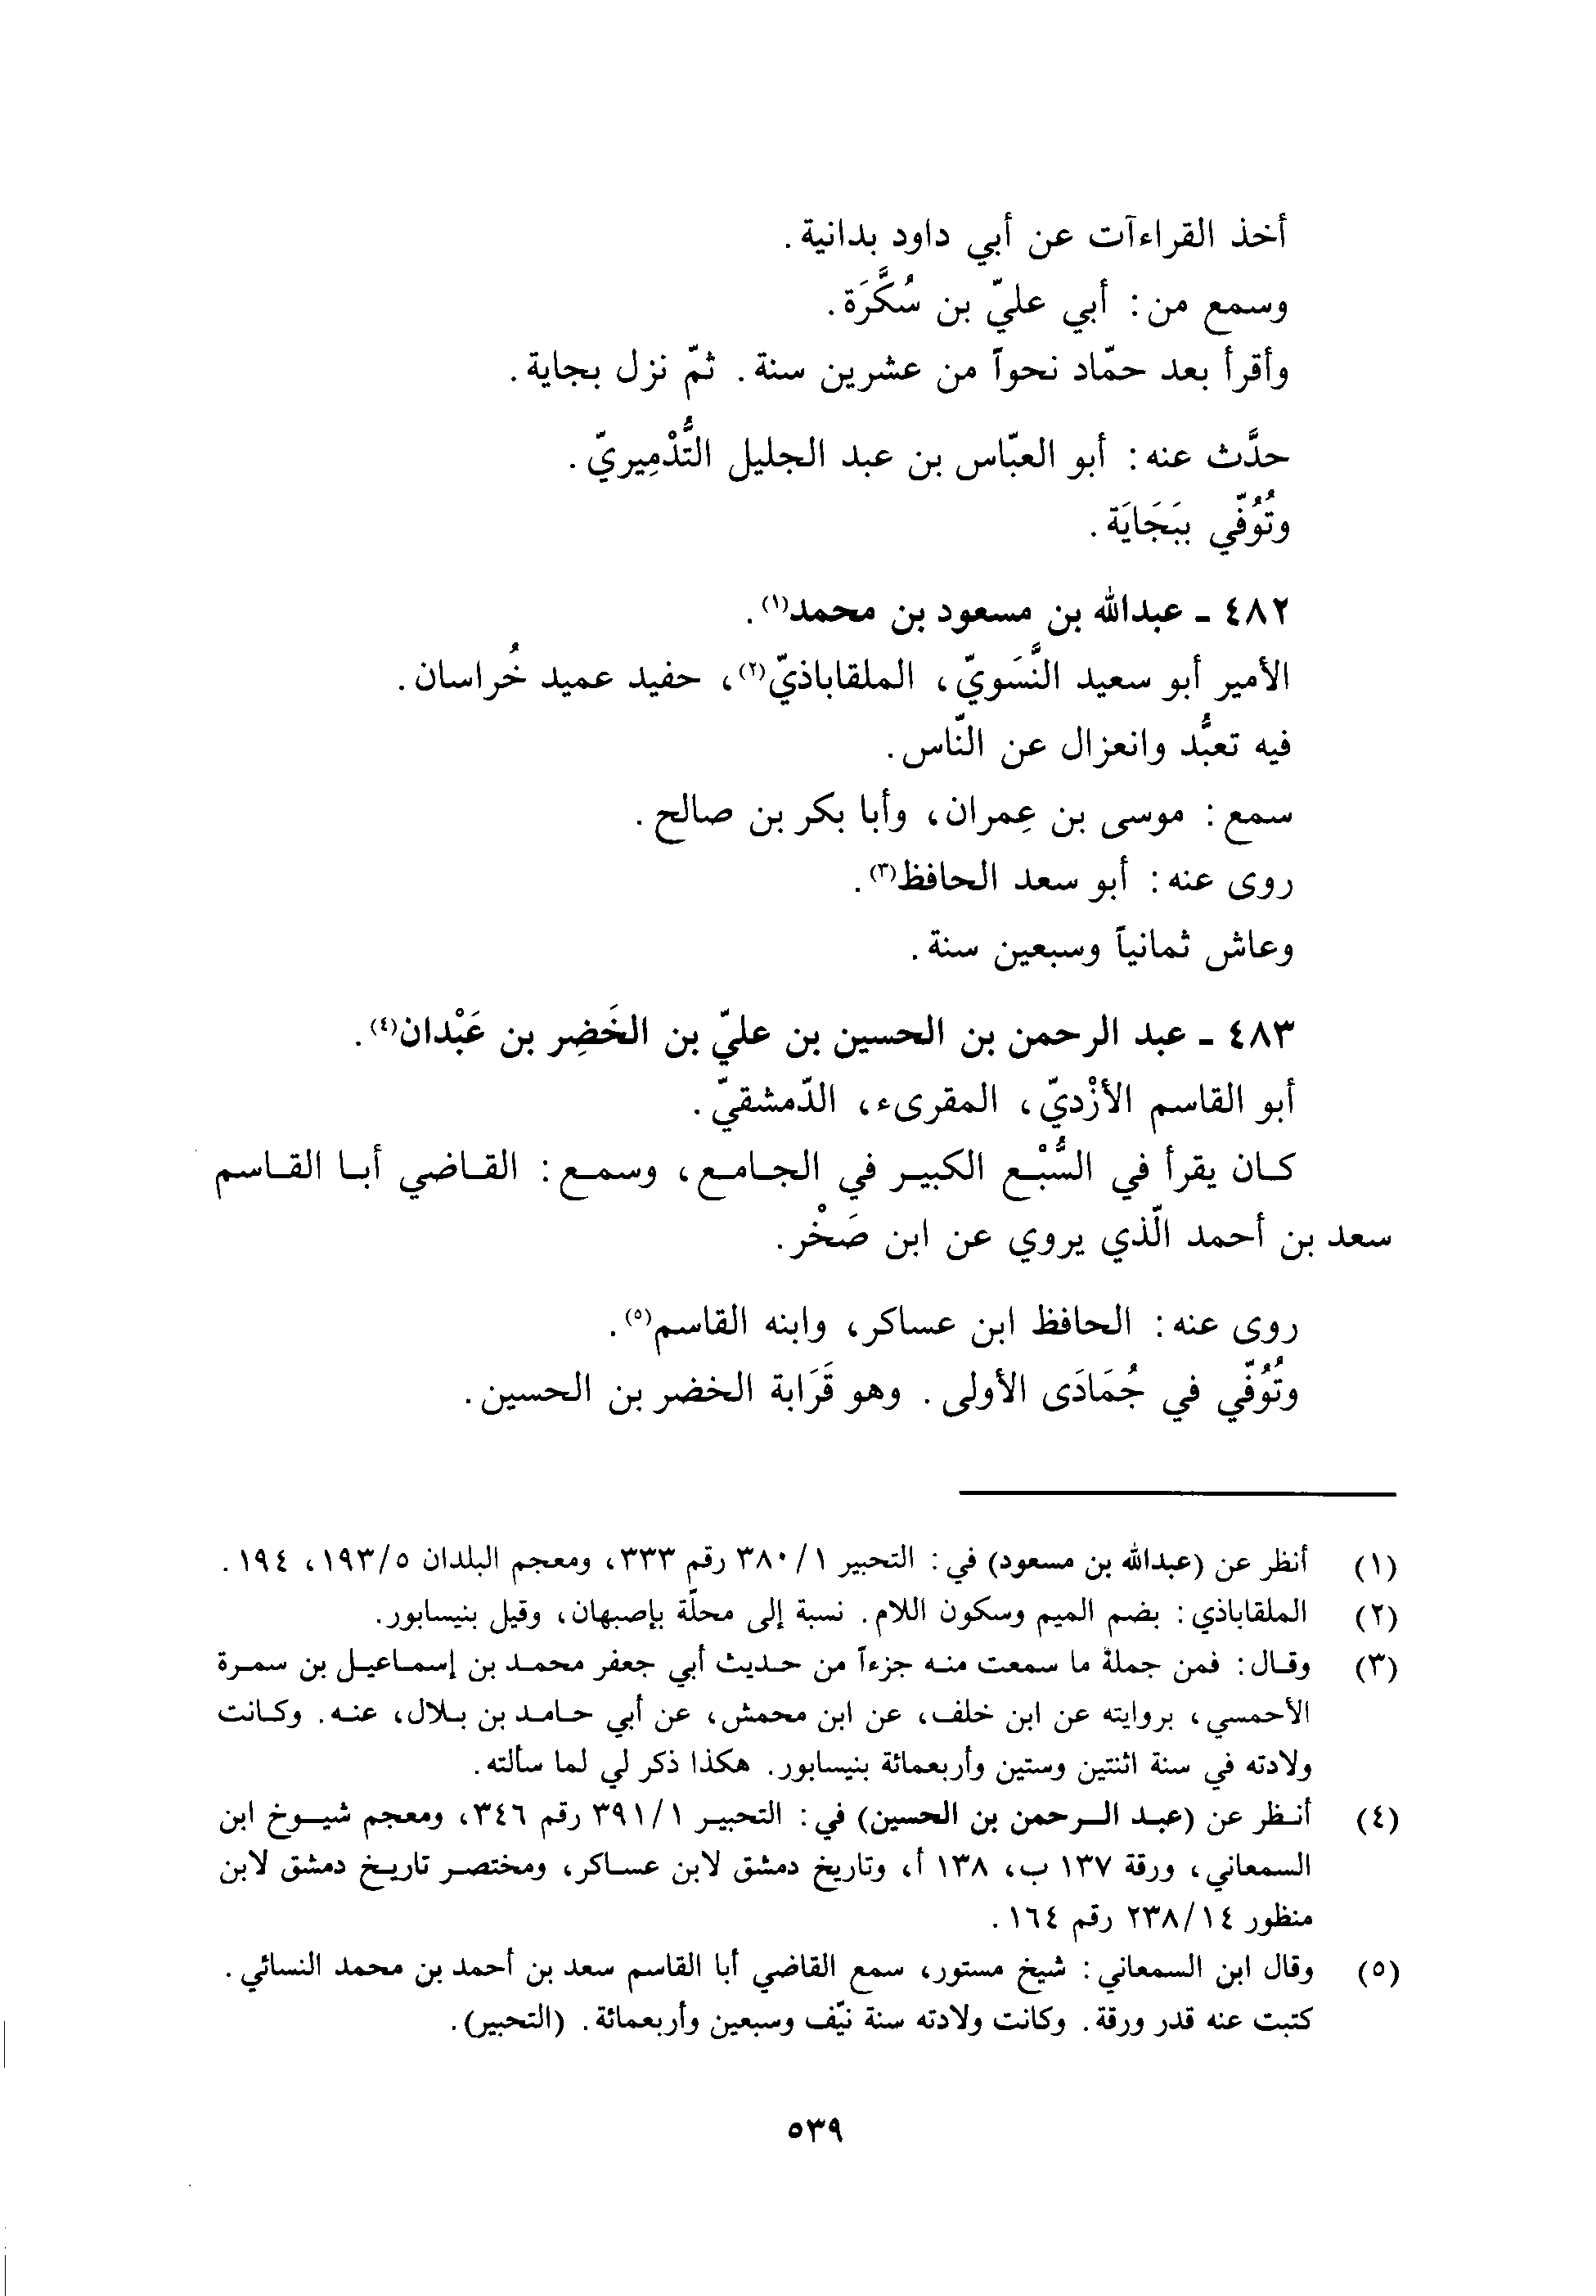 أخذ القراءآت عن أبي داود بدانية.
وسمع من: أبي عليّ بن سُكَّرَة.
وأقرأ بعد حمّاد نحواً من عشرين سنة. ثمّ نزل بجاية.
حدَّث عنه: أبو العبّاس بن عبد الجليل التُّدْمِيريّ.
وتُوُفّي ببَجَايَة.
٤٨٢ ـ عبدالله بن مسعود بن محمد(١).
الأمير أبو سعيد النَّسَويّ، الملقاباذيّ(٢)، حفيد عميد خُراسان.
فيه تعبُّد وانعزال عن النّاس.
سمع: موسى بن عِمران، وأبا بكر بن صالح.
روى عنه: أبو سعد الحافظ(٣).
وعاش ثمانياً وسبعين سنة.
٤٨٣ ـ عبد الرحمن بن الحسين بن عليّ بن الخَضِر بن عَبْدان(٤).
أبو القاسم الأزْديّ، المقرىء، الدّمشقيّ.
كان يقرأ في السُّبْع الكبير في الجامع، وسمع: القاضي أبا القاسم
سعد بن أحمد الّذي يروي عن ابن صَخْر.
روى عنه: الحافظ ابن عساكر، وابنه القاسم(٥).
وتُوُفّي في جُمَادَى الأولى. وهو قَرَابة الخضر بن الحسين.
(١) أنظر عن (عبدالله بن مسعود) في: التحبير ٣٨٠/١ رقم ٣٣٣، ومعجم البلدان ١٩٣/٥، ١٩٤.
(٢) الملقاباذي: بضم الميم وسكون اللام. نسبة إلى محلّة بإصبهان، وقيل بنيسابور.
(٣) وقال: فمن جملة ما سمعت منه جزءاً من حديث أبي جعفر محمد بن إسماعيل بن سمرة
الأحمسي، بروايته عن ابن خلف، عن ابن محمش، عن أبي حامد بن بلال، عنه. وكانت
ولادته في سنة اثنتين وستين وأربعمائة بنيسابور. هكذا ذكر لي لما سألته.
(٤) أنظر عن (عبد الرحمن بن الحسين) في: التحبير ٣٩١/١ رقم ٣٤٦، ومعجم شيوخ ابن
السمعاني، ورقة ١٣٧ ب، ١٣٨ أ، وتاريخ دمشق لابن عساكر، ومختصر تاريخ دمشق لابن
منظور ٢٣٨/١٤ رقم ١٦٤.
(٥) وقال ابن السمعاني: شيخ مستور، سمع القاضي أبا القاسم سعد بن أحمد بن محمد النسائي.
كتبت عنه قدر ورقة. وكانت ولادته سنة نيّف وسبعين وأربعمائة. (التحبير).
٥٣٩